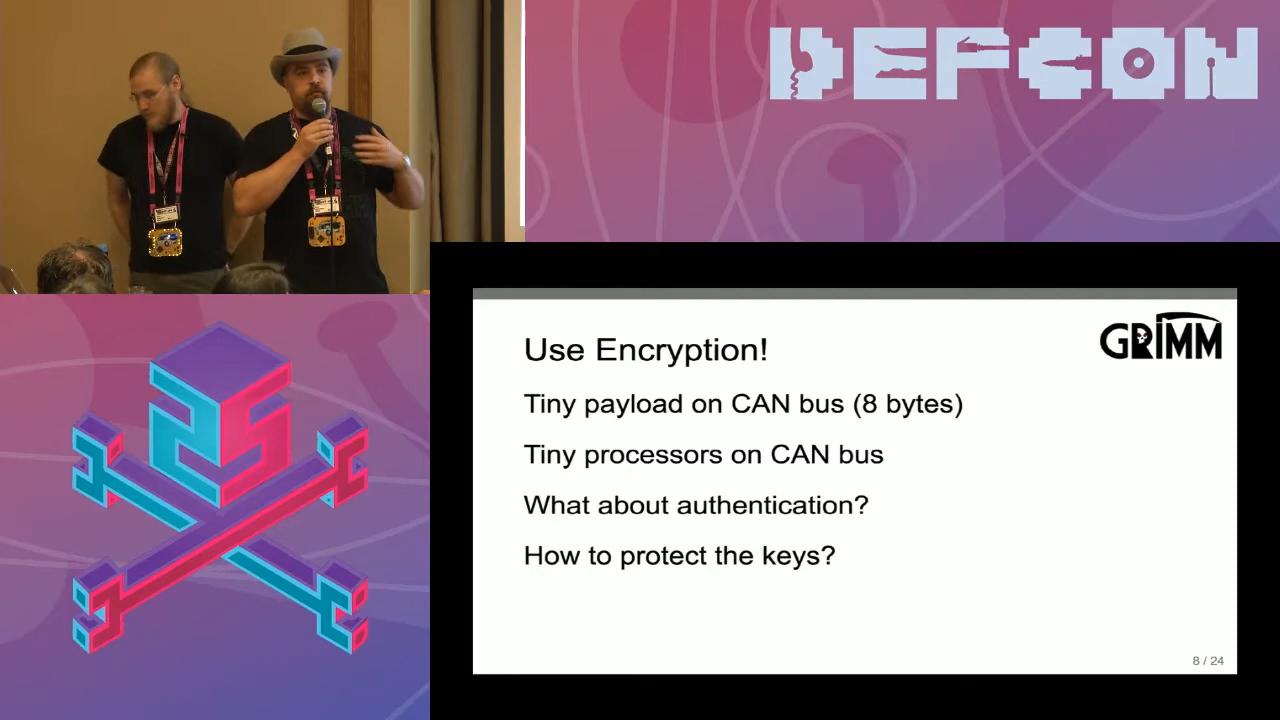 DEFCON
GRIMM
Use Encryption!
Tiny payload on CAN bus (8 bytes)
Tiny processors on CAN bus
What about authentication?
How to protect the keys?
8 / 24